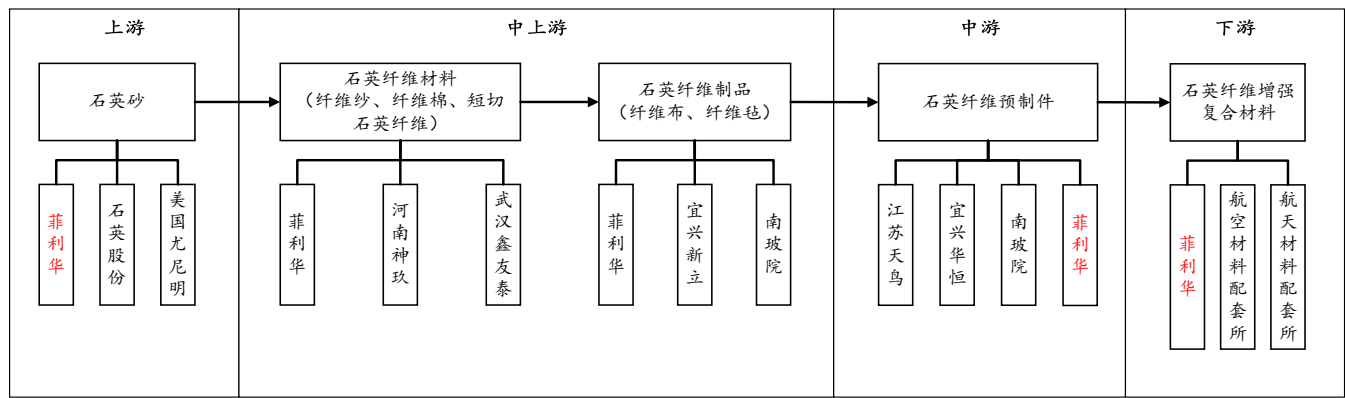 上游
中上游
中游
下游
石英砂
石英纤维材料
（纤维纱、纤维棉、短切
石英纤维）
石英纤维制品
（纤维布、纤维毡）
石英纤维预制件
石英纤维增强
复合材料
菲利华
石英股份
美国尤尼明
菲利华
河南神玖
武汉鑫友泰
菲利华
宜兴新立
南玻院
江苏天鸟
宜兴华恒
南玻院
菲利华
菲利华
航空材料配套所
航天材料配套所